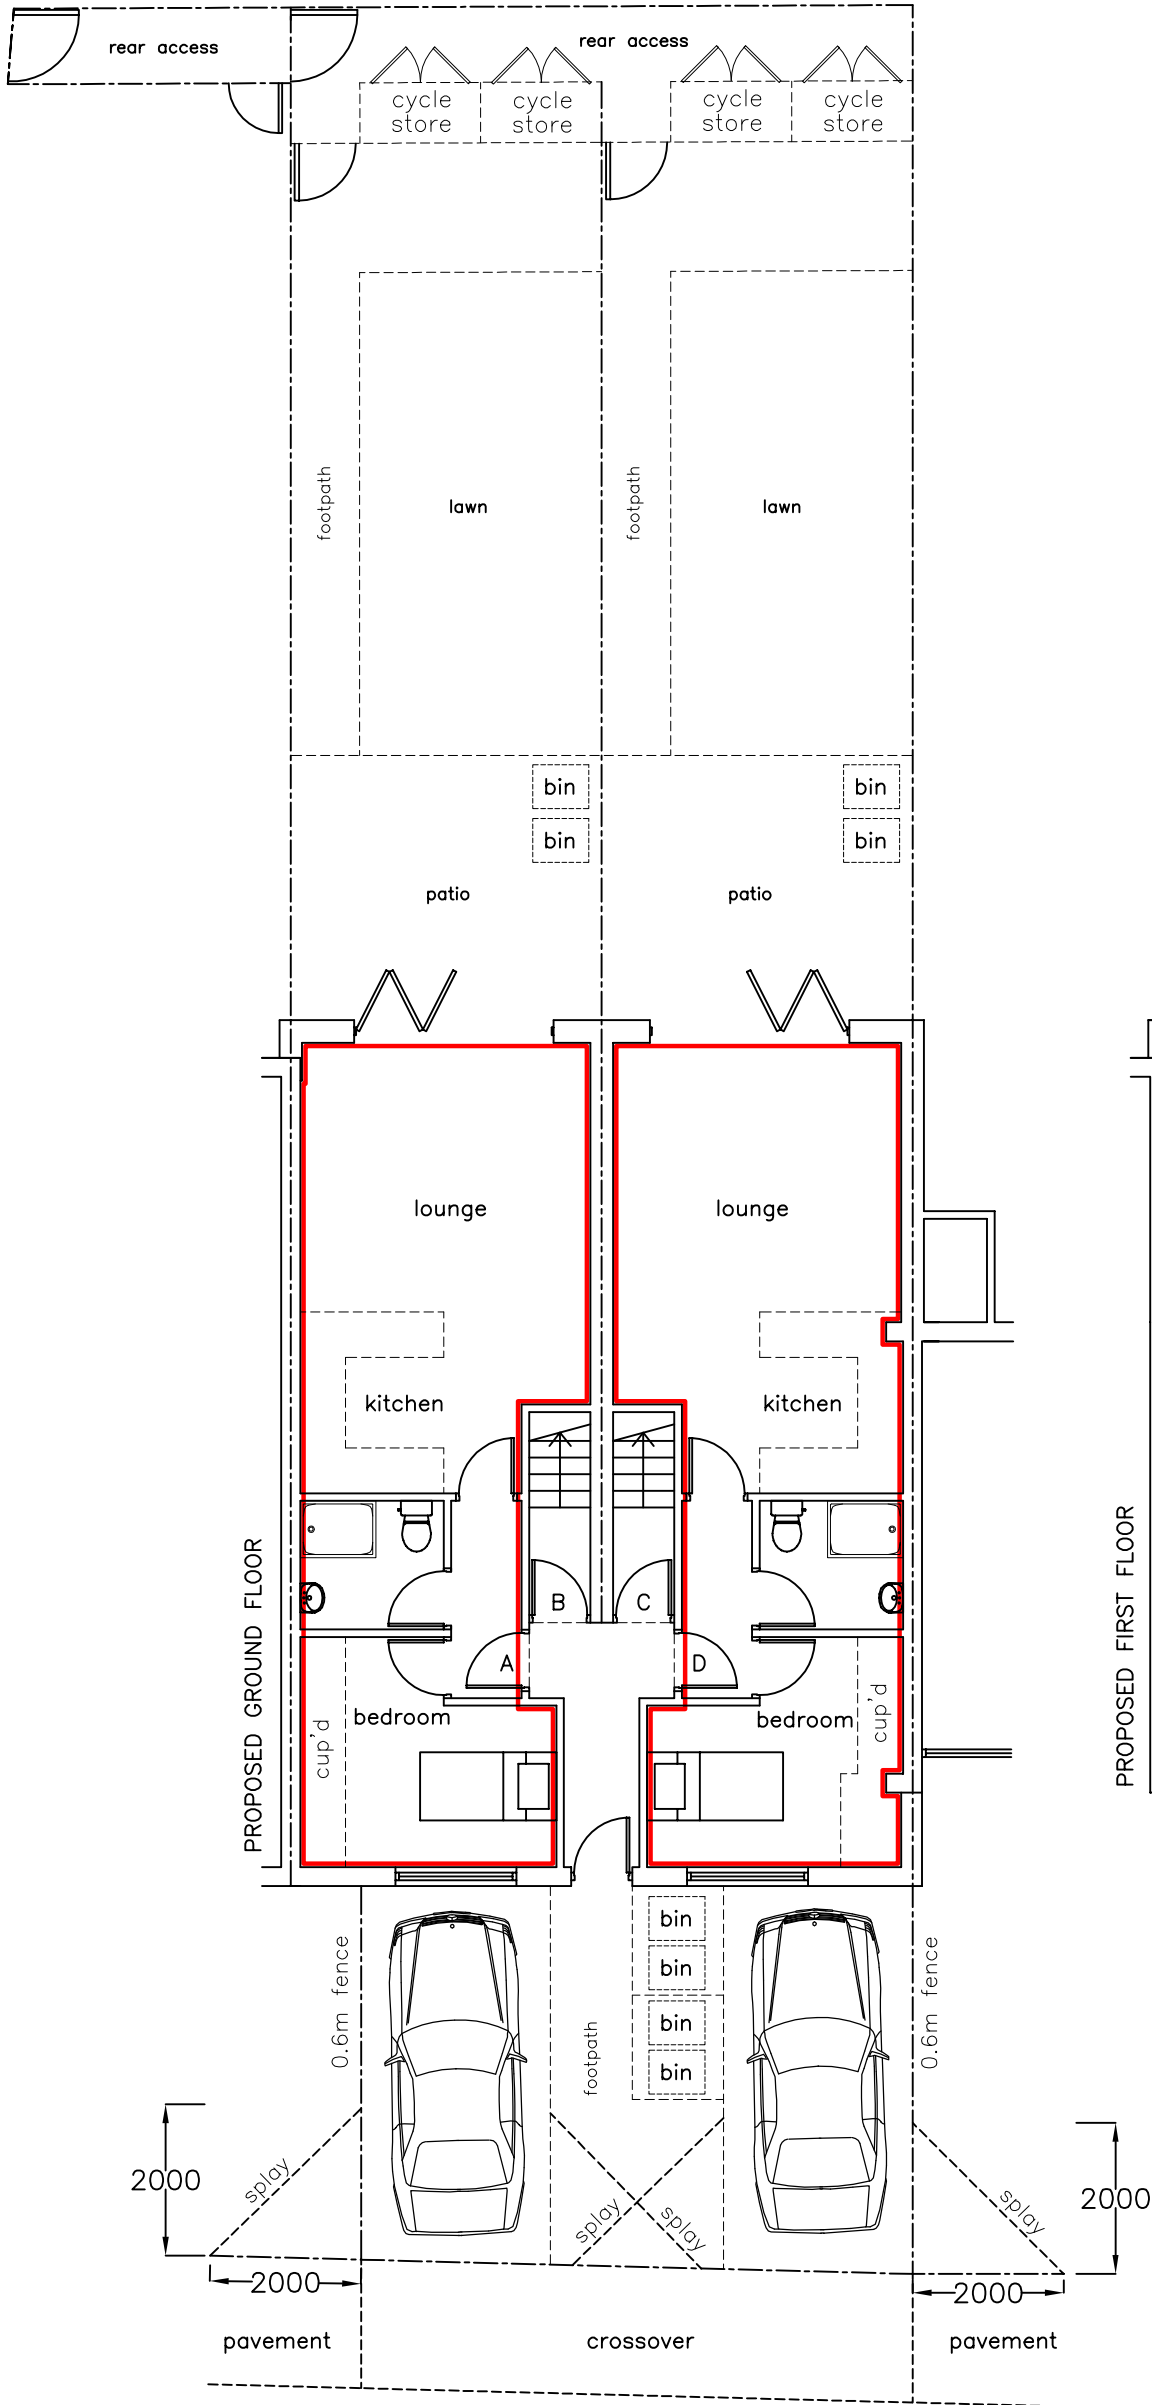 rear access
rear access
cycle
store
cycle
store
cycle
store
cycle
store
footpath
lawn
footpath
lawn
bin
bin
bin
bin
patio
patio
lounge
lounge
kitchen
kitchen
PROPOSED GROUND FLOOR
PROPOSED FIRST FLOOR
B
C
A
D
cup'd
bedroom
bedroom
cup'd
0.6m fence
footpath
bin
bin
bin
bin
0.6m fence
2000
splay
splay
splay
splay
2000
2000
2000
pavement
crossover
pavement